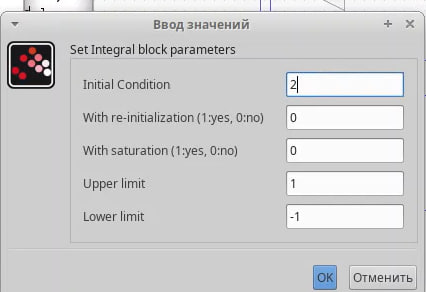 Ввод значений
Set Integral block parameters
Initial Condition 2
With re-initialization (1:yes, 0:no) 0
With saturation (1:yes, 0:no) 0
Upper limit 1
Lower limit -1
OK Отменить